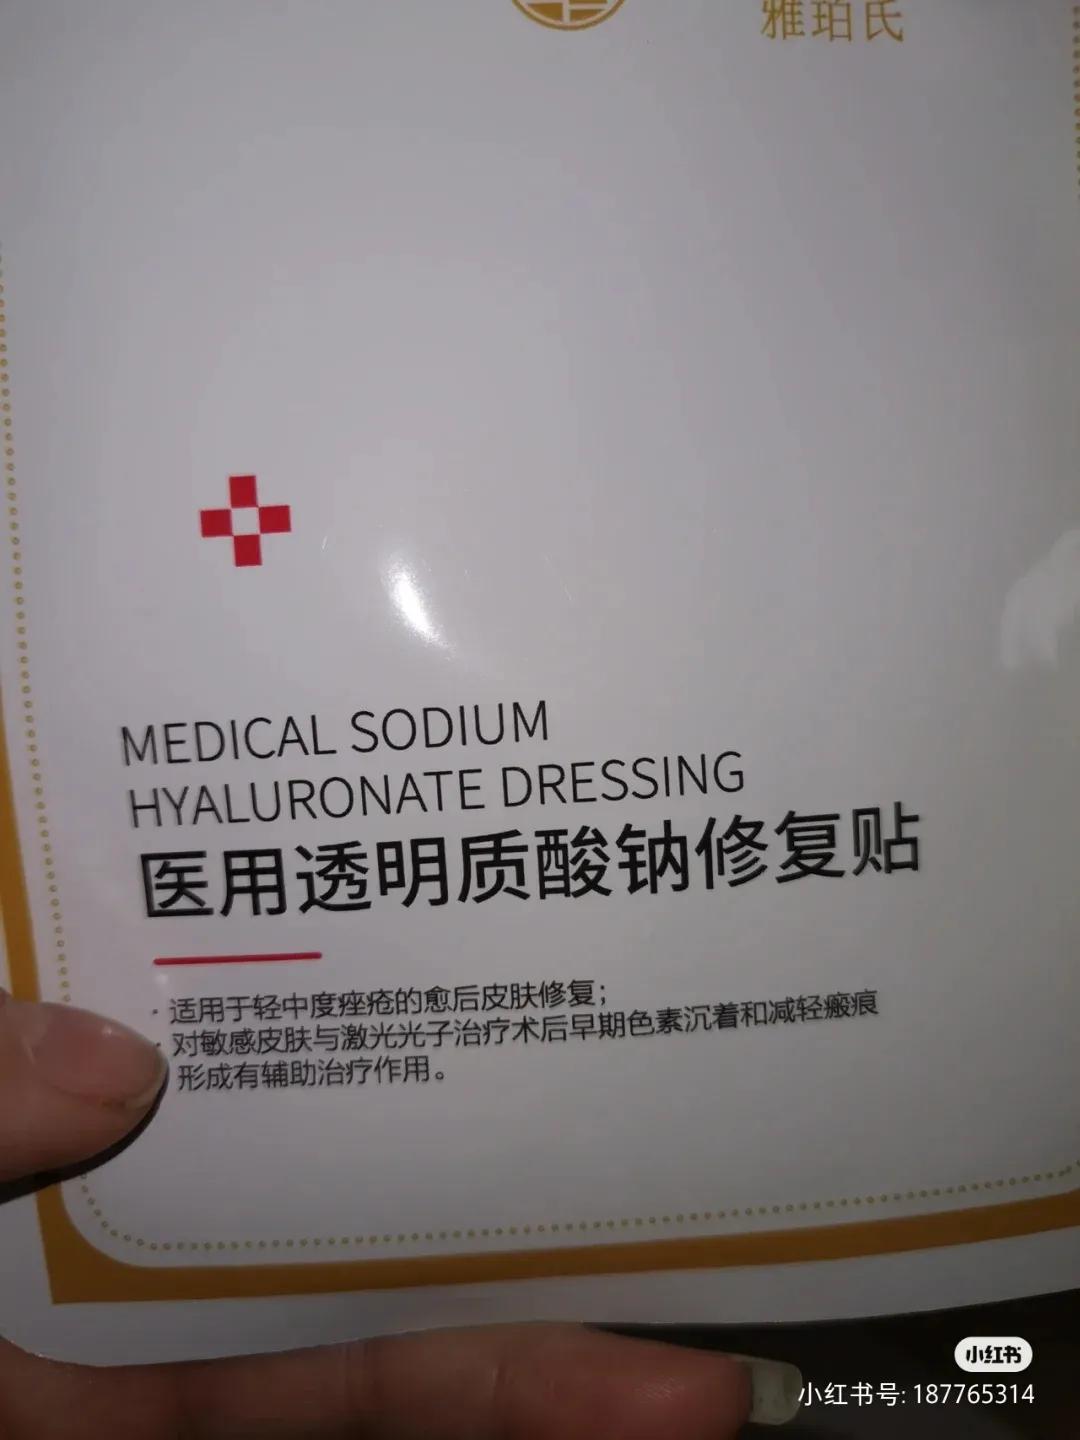 雅珀氏
MEDICAL SODIUM
HYALURONATE DRESSING
医用透明质酸钠修复贴
· 适用于轻中度痤疮的愈后皮肤修复；
· 对敏感皮肤与激光光子治疗术后早期色素沉着和减轻瘢痕
形成有辅助治疗作用。
小红书
小红书号: 187765314